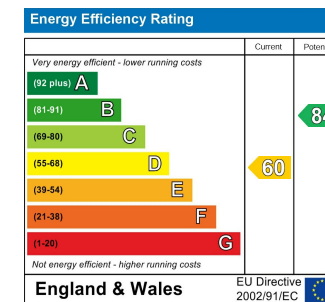 Energy Efficiency Rating
Current
Very energy efficient - lower running costs
(92 plus) A
(81-91) B
84
(69-80) C
(55-68) D
60
(39-54) E
(21-38) F
(1-20) G
Not energy efficient - higher running costs
England & Wales
EU Directive
2002/91/EC